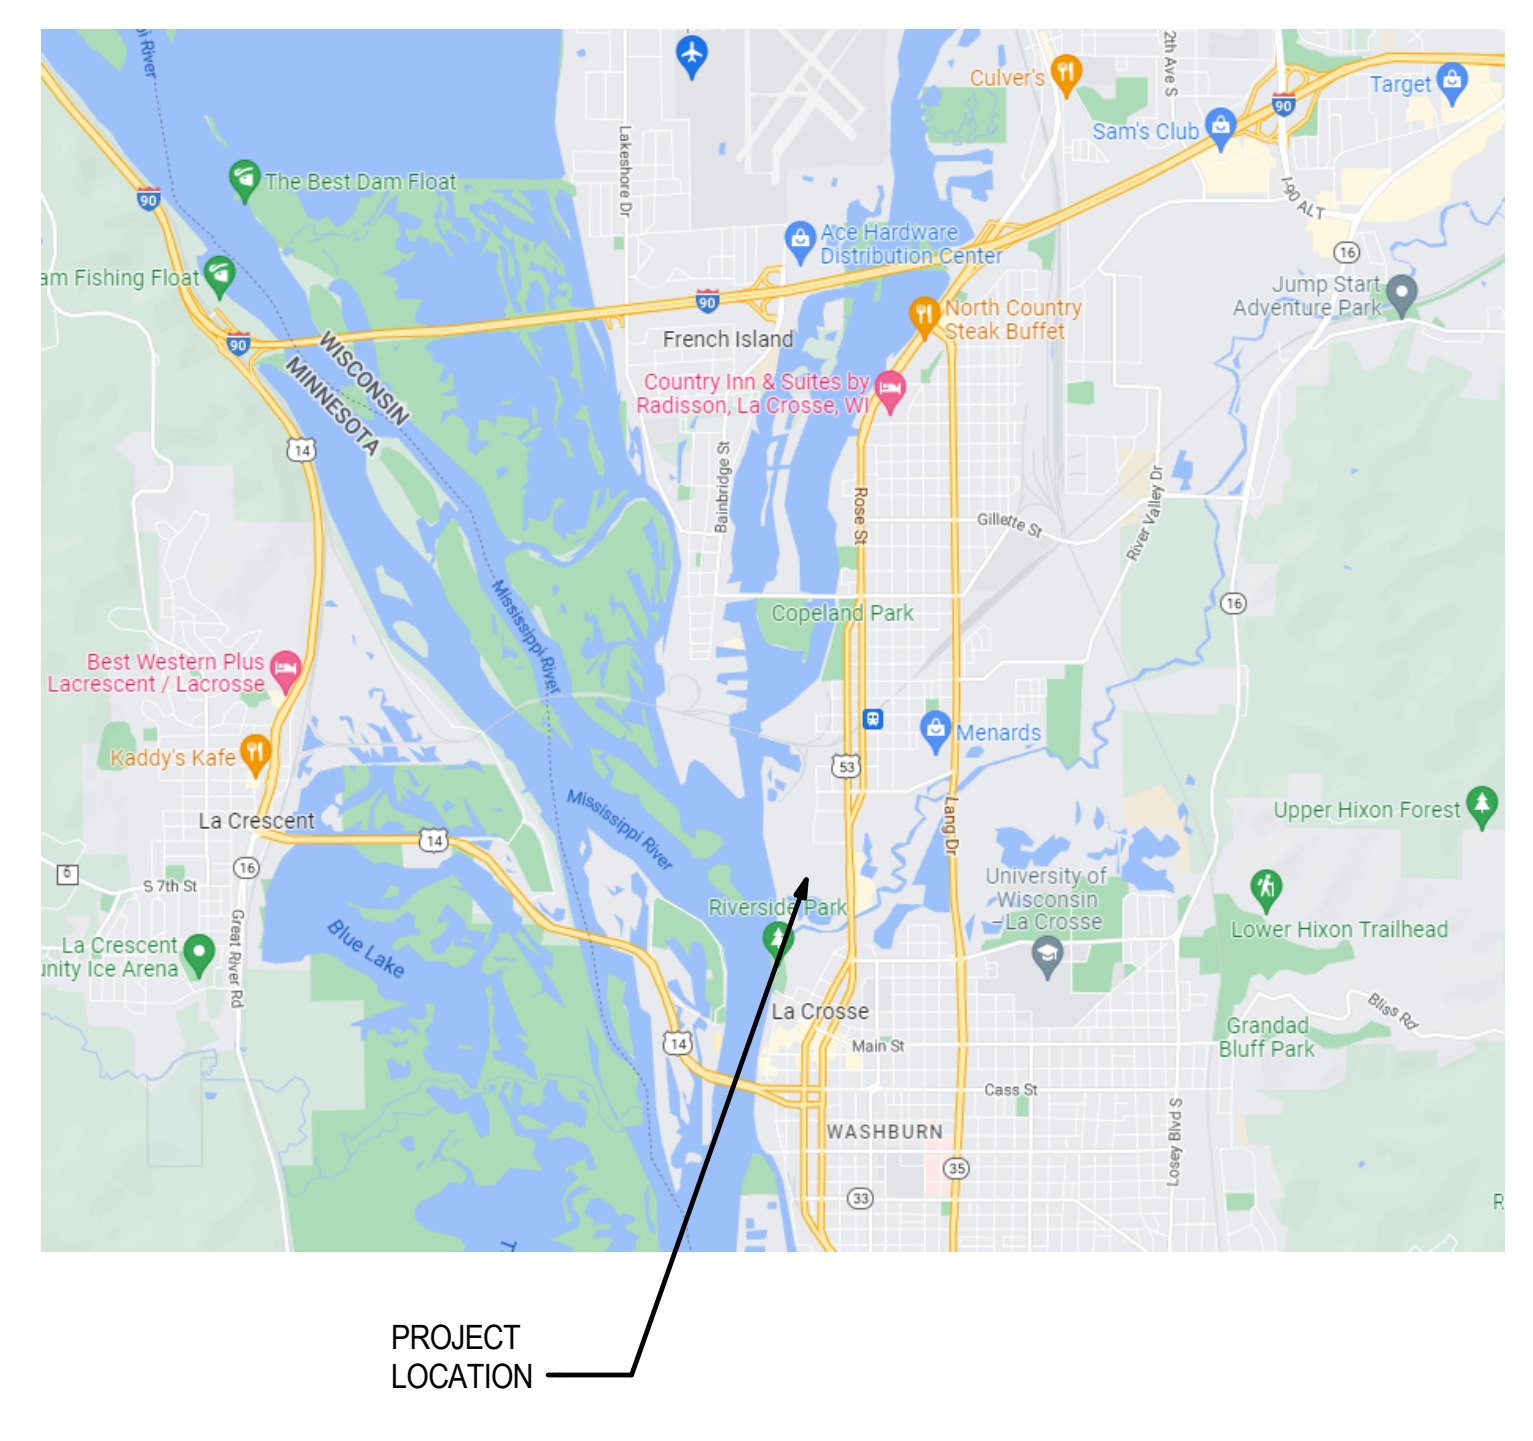 Culver's
2th Ave S
90
Target
Sam's Club
Lakeshore Dr
The Best Dam Float
90
I-90 ALT
Ace Hardware
Distribution Center
16
am Fishing Float
Jump Start
Adventure Park
90
North Country
Steak Buffet
90
French Island
WISCONSIN
MINNESOTA
Country Inn & Suites by
Radisson, La Crosse, WI
14
Bainbridge St
Rose St
Gillette St
River Valley Dr
16
Mississippi River
Copeland Park
Best Western Plus
Lacrescent / Lacrosse
Menards
Kaddy's Kafe
53
Mississippi River
Lang Dr
Upper Hixon Forest
La Crescent
14
16
6
S 7th St
University of
Wisconsin
–La Crosse
Riverside Park
Great River Rd
Blue Lake
Lower Hixon Trailhead
La Crescent
unity Ice Arena
La Crosse
Bliss Rd
Grandad
Bluff Park
14
Main St
Cass St
WASHBURN
Losey Blvd S
35
33
PROJECT
LOCATION